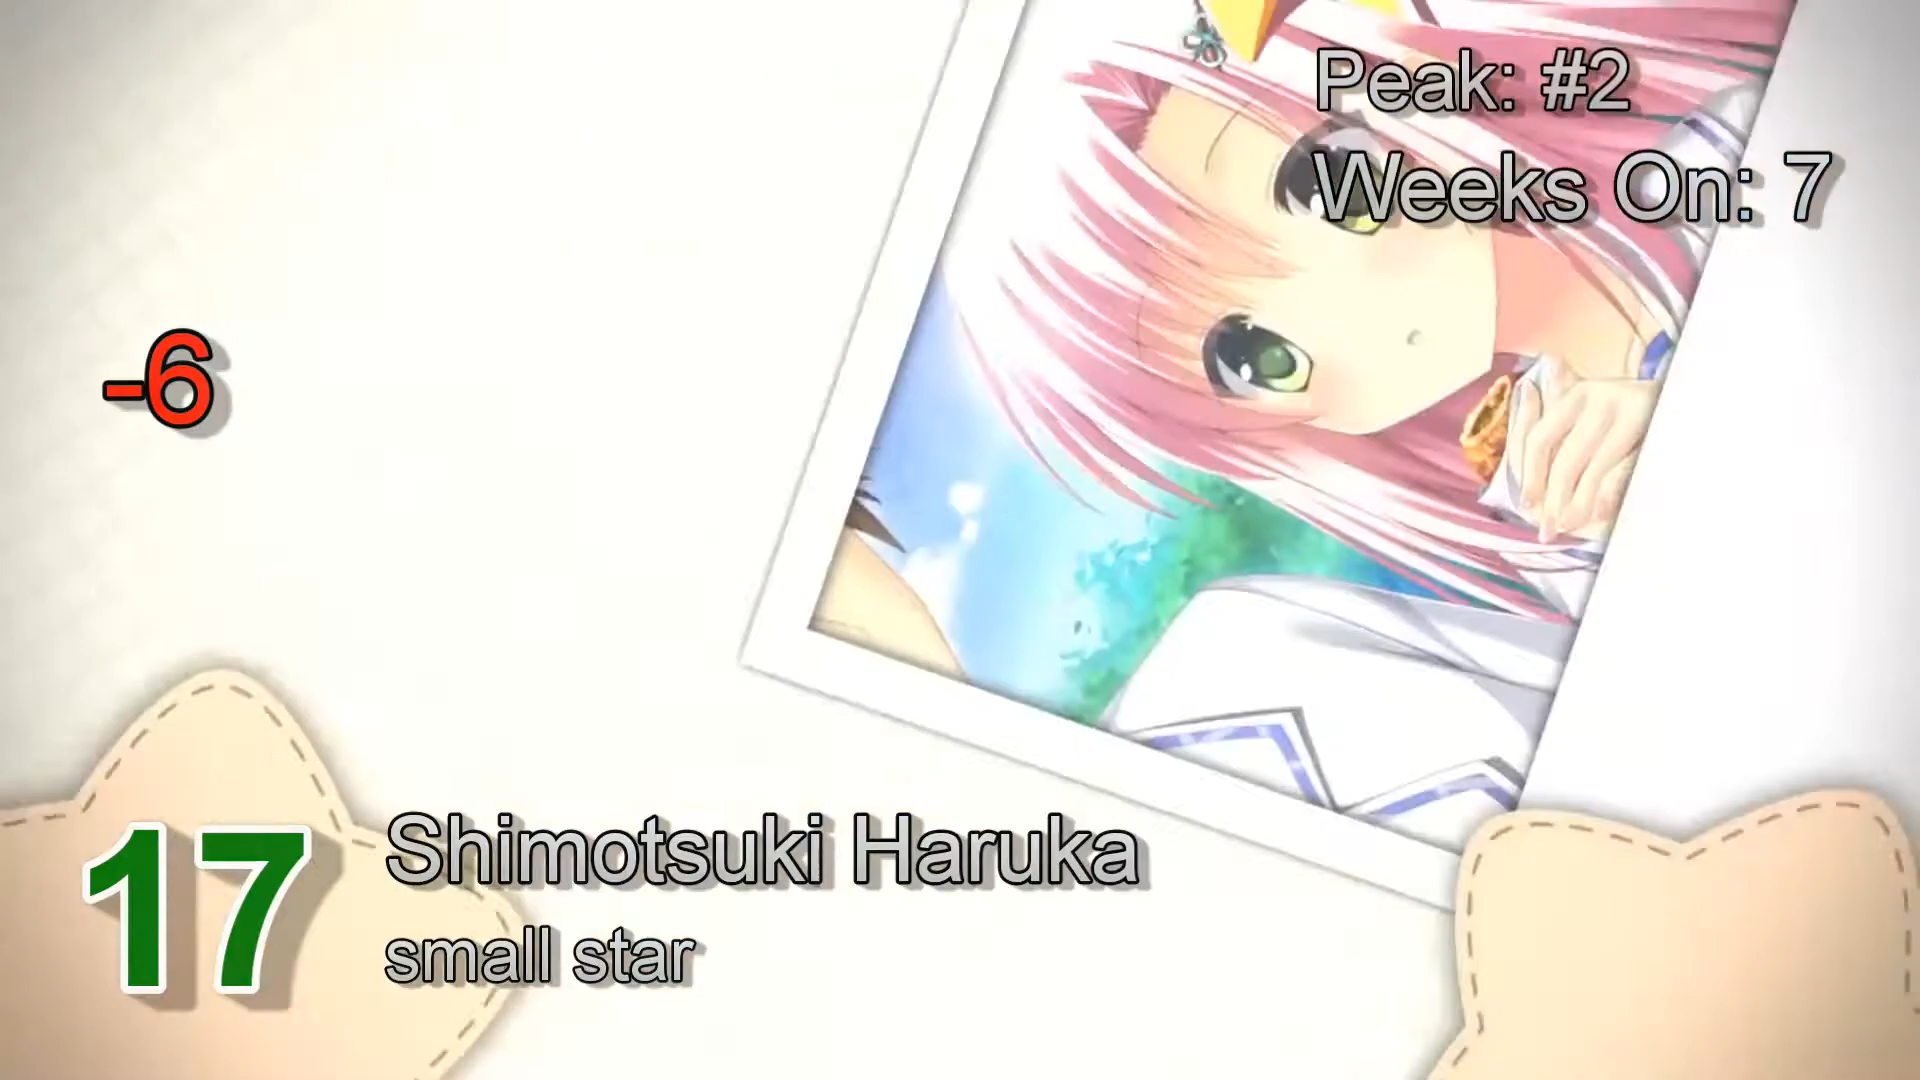 Peak: #2
Weeks On: 7
-6
17
Shimotsuki Haruka
small star